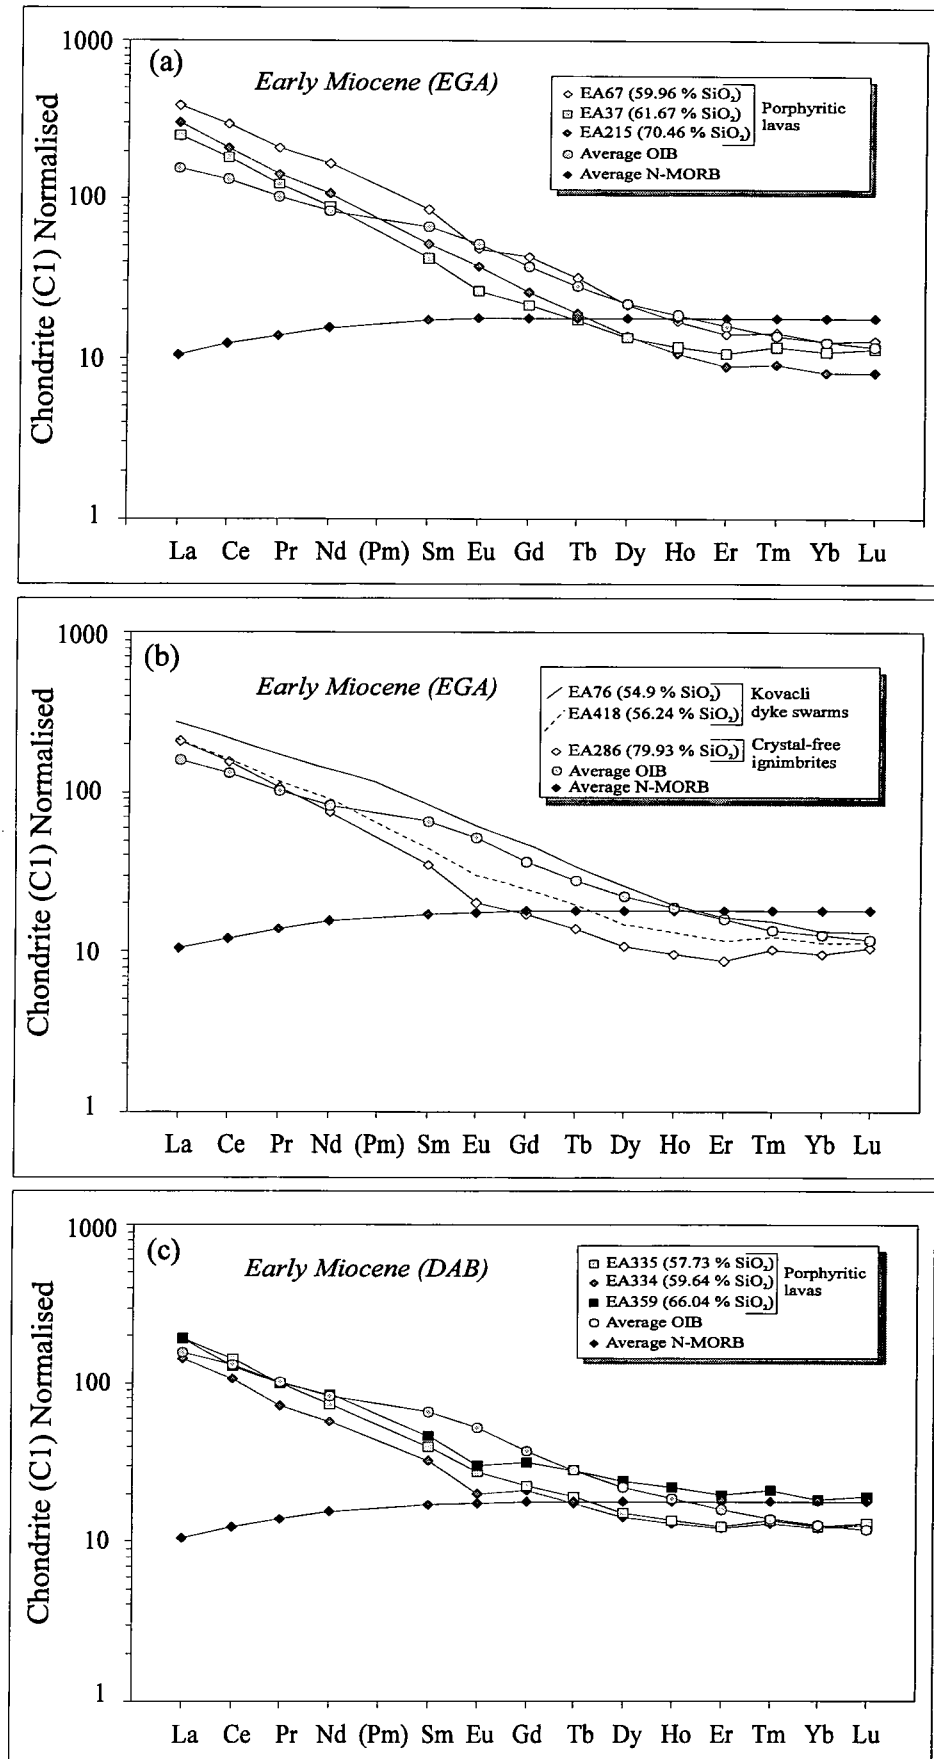 (a)
Early Miocene (EGA)
EA67 (59.96 % SiO₂)
EA37 (61.67 % SiO₂)
EA215 (70.46 % SiO₂)
Porphyritic
lavas
Average OIB
Average N-MORB
Chondrite (C1) Normalised
1000
100
10
1
La Ce Pr Nd (Pm) Sm Eu Gd Tb Dy Ho Er Tm Yb Lu
(b)
Early Miocene (EGA)
EA76 (54.9 % SiO₂)
EA418 (56.24 % SiO₂)
Kovacli
dyke swarms
EA286 (79.93 % SiO₂)
Crystal-free
ignimbrites
Average OIB
Average N-MORB
Chondrite (C1) Normalised
1000
100
10
1
La Ce Pr Nd (Pm) Sm Eu Gd Tb Dy Ho Er Tm Yb Lu
(c)
Early Miocene (DAB)
EA335 (57.73 % SiO₂)
EA334 (59.64 % SiO₂)
EA359 (66.04 % SiO₂)
Porphyritic
lavas
Average OIB
Average N-MORB
Chondrite (C1) Normalised
1000
100
10
1
La Ce Pr Nd (Pm) Sm Eu Gd Tb Dy Ho Er Tm Yb Lu